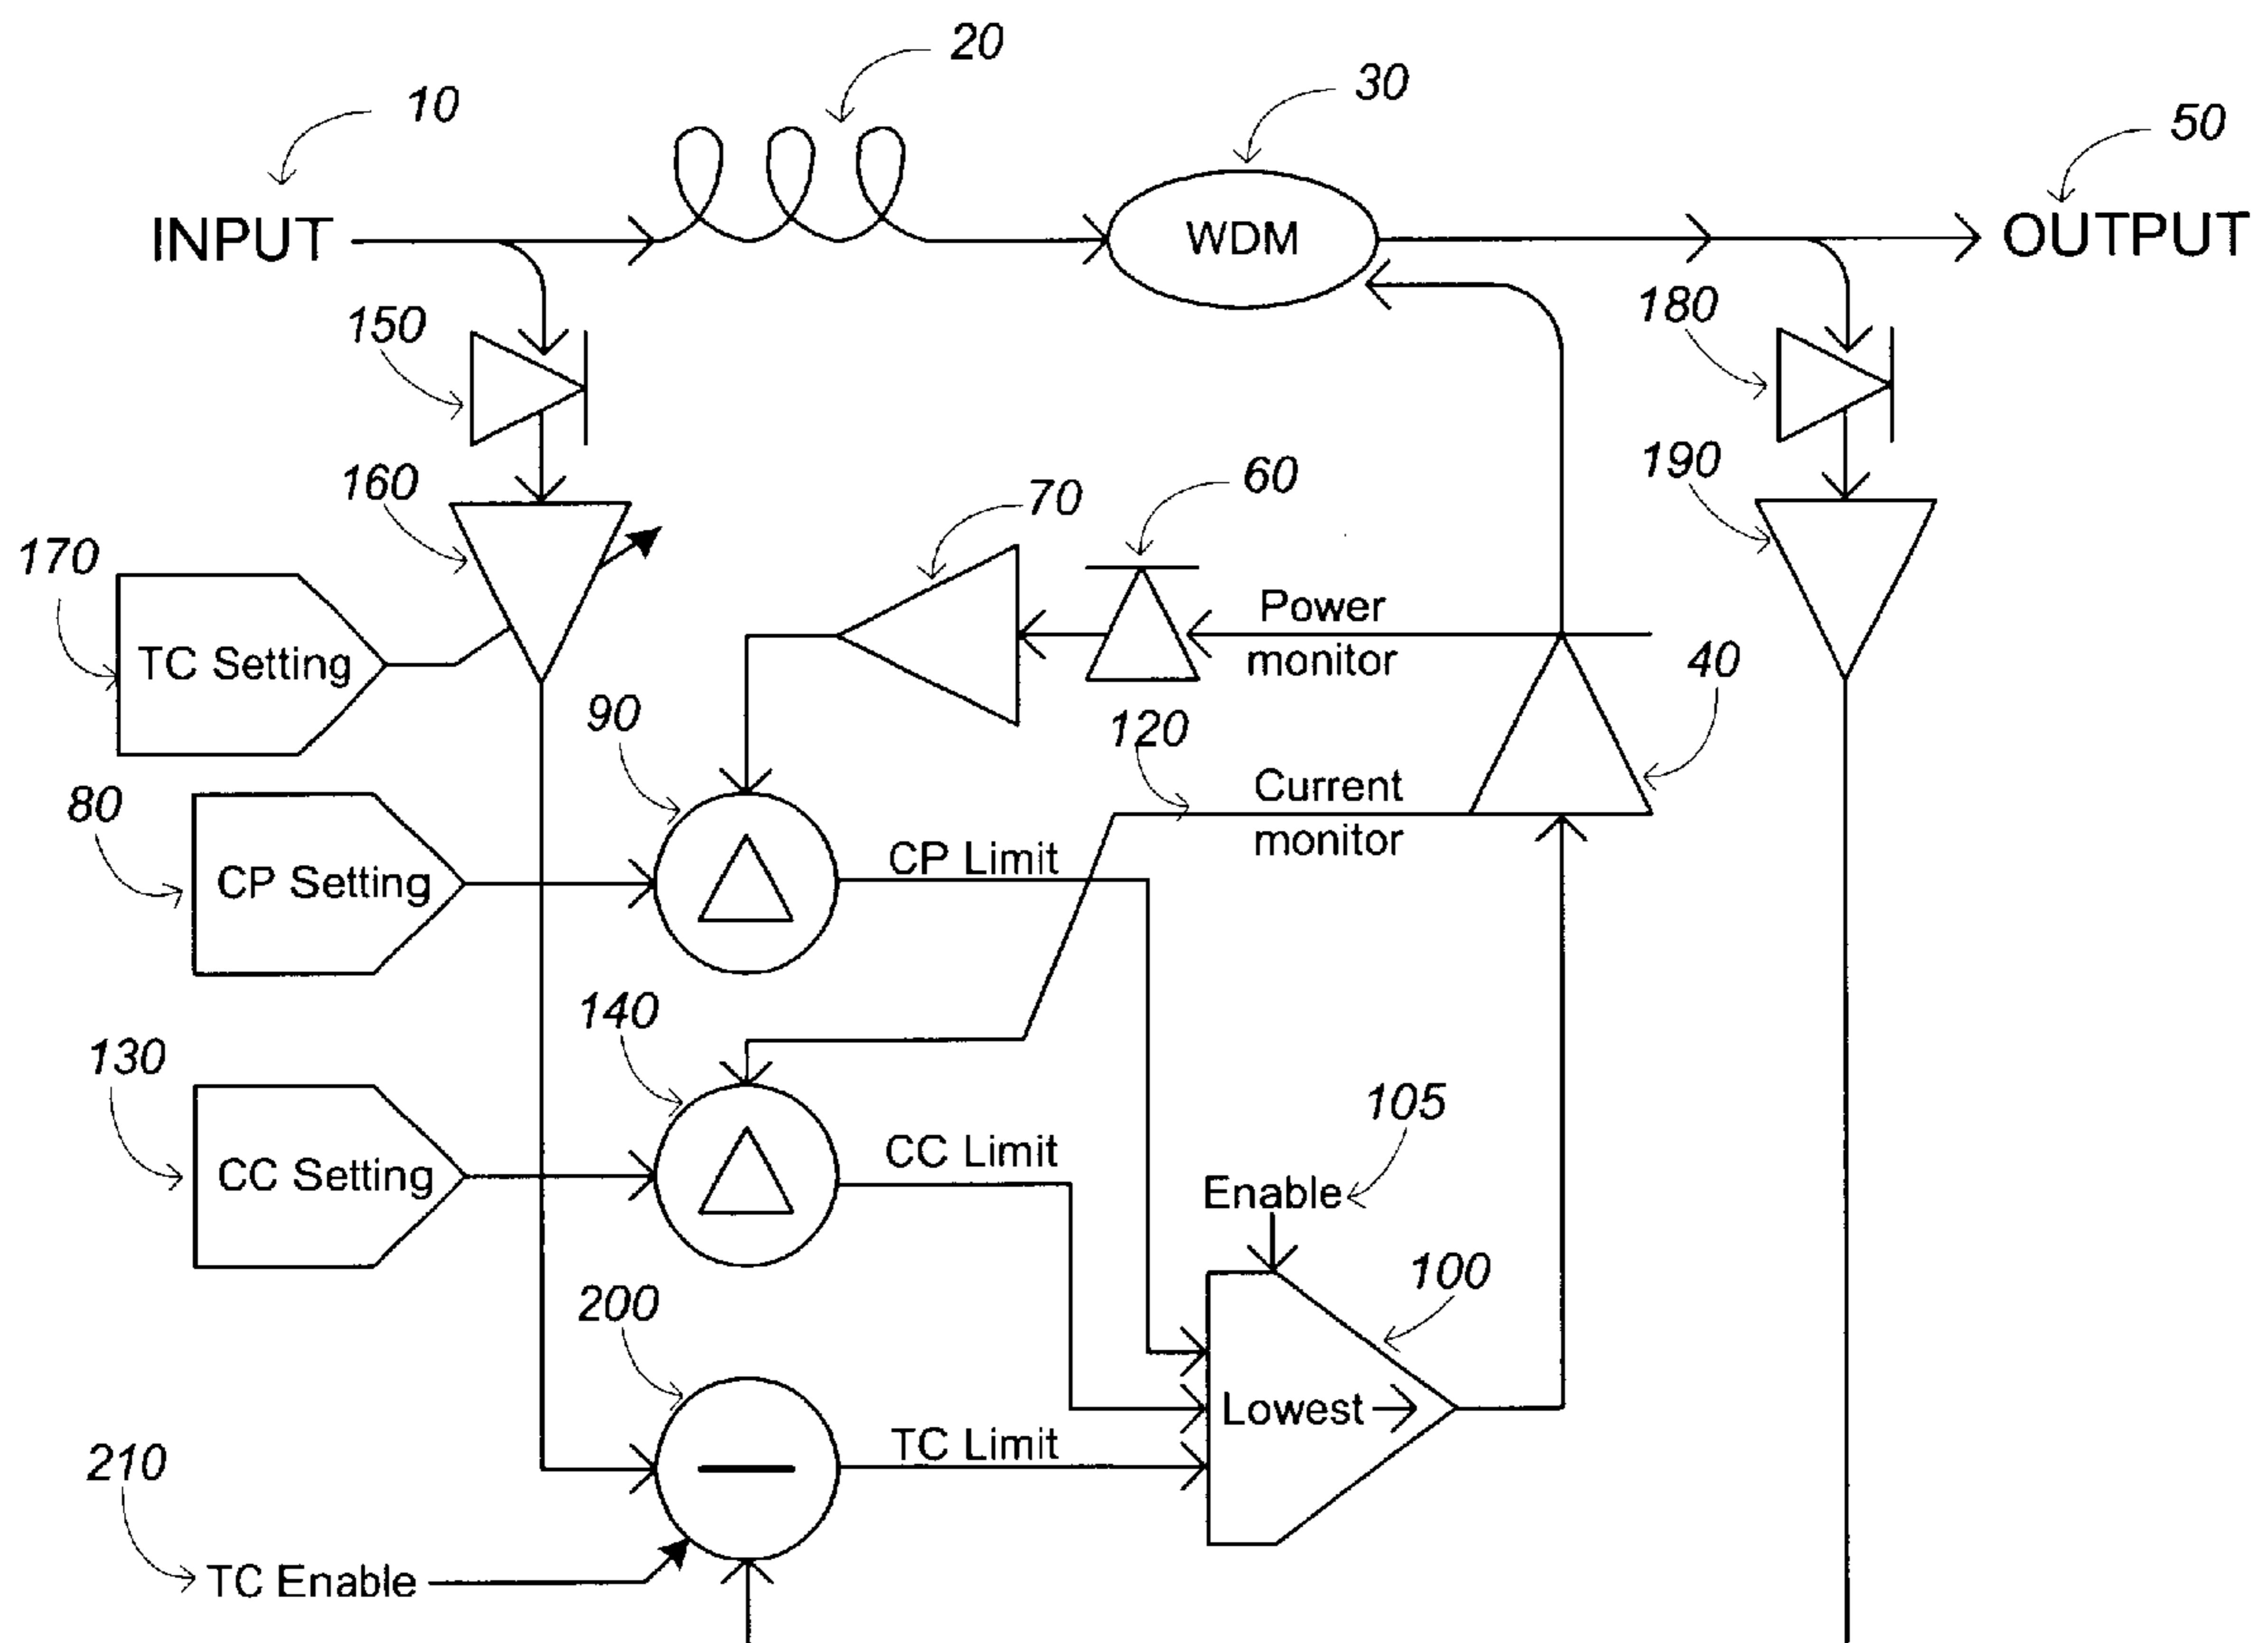 20
30
10
50
INPUT
WDM
OUTPUT
180
150
60
190
160
70
170
Power
monitor
TC Setting
40
90
120
Current
monitor
80
CP Limit
CP Setting
140
130
105
CC Limit
CC Setting
Enable
100
200
Lowest
TC Limit
210
TC Enable